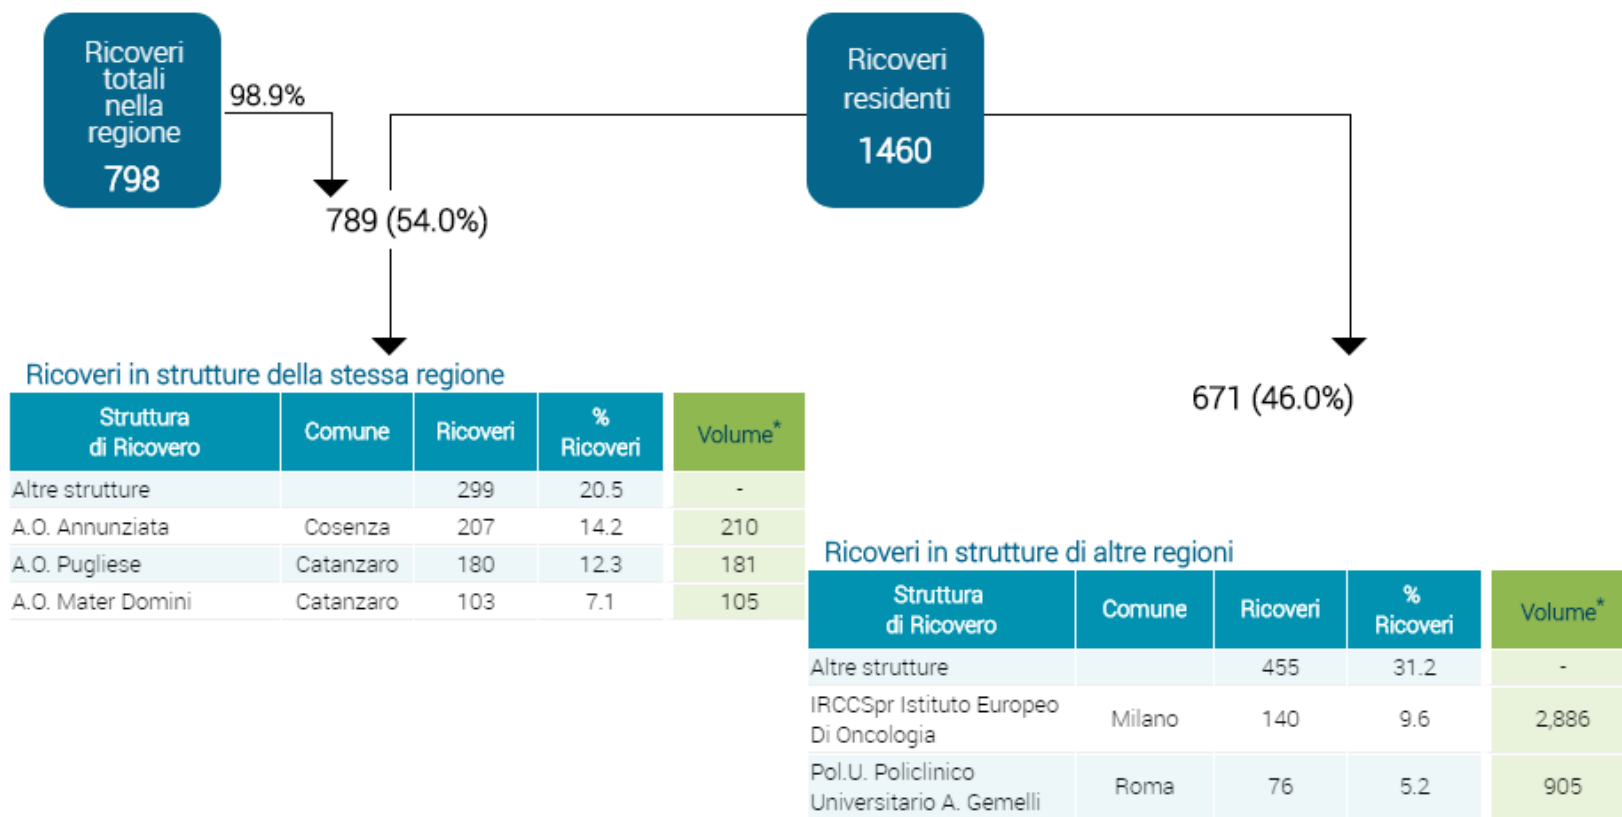 Ricoveri
totali
nella
regione
798
98.9%
Ricoveri
residenti
1460
789 (54.0%)
671 (46.0%)
Ricoveri in strutture della stessa regione
Struttura
di Ricovero
Comune
Ricoveri
%
Ricoveri
Volume*
Altre strutture 299 20.5 -
A.O. Annunziata Cosenza 207 14.2 210
A.O. Pugliese Catanzaro 180 12.3 181
A.O. Mater Domini Catanzaro 103 7.1 105
Ricoveri in strutture di altre regioni
Struttura
di Ricovero
Comune
Ricoveri
%
Ricoveri
Volume*
Altre strutture 455 31.2 -
IRCCSpr Istituto Europeo
Di Oncologia
Milano 140 9.6 2,886
Pol.U. Policlinico
Universitario A. Gemelli
Roma 76 5.2 905